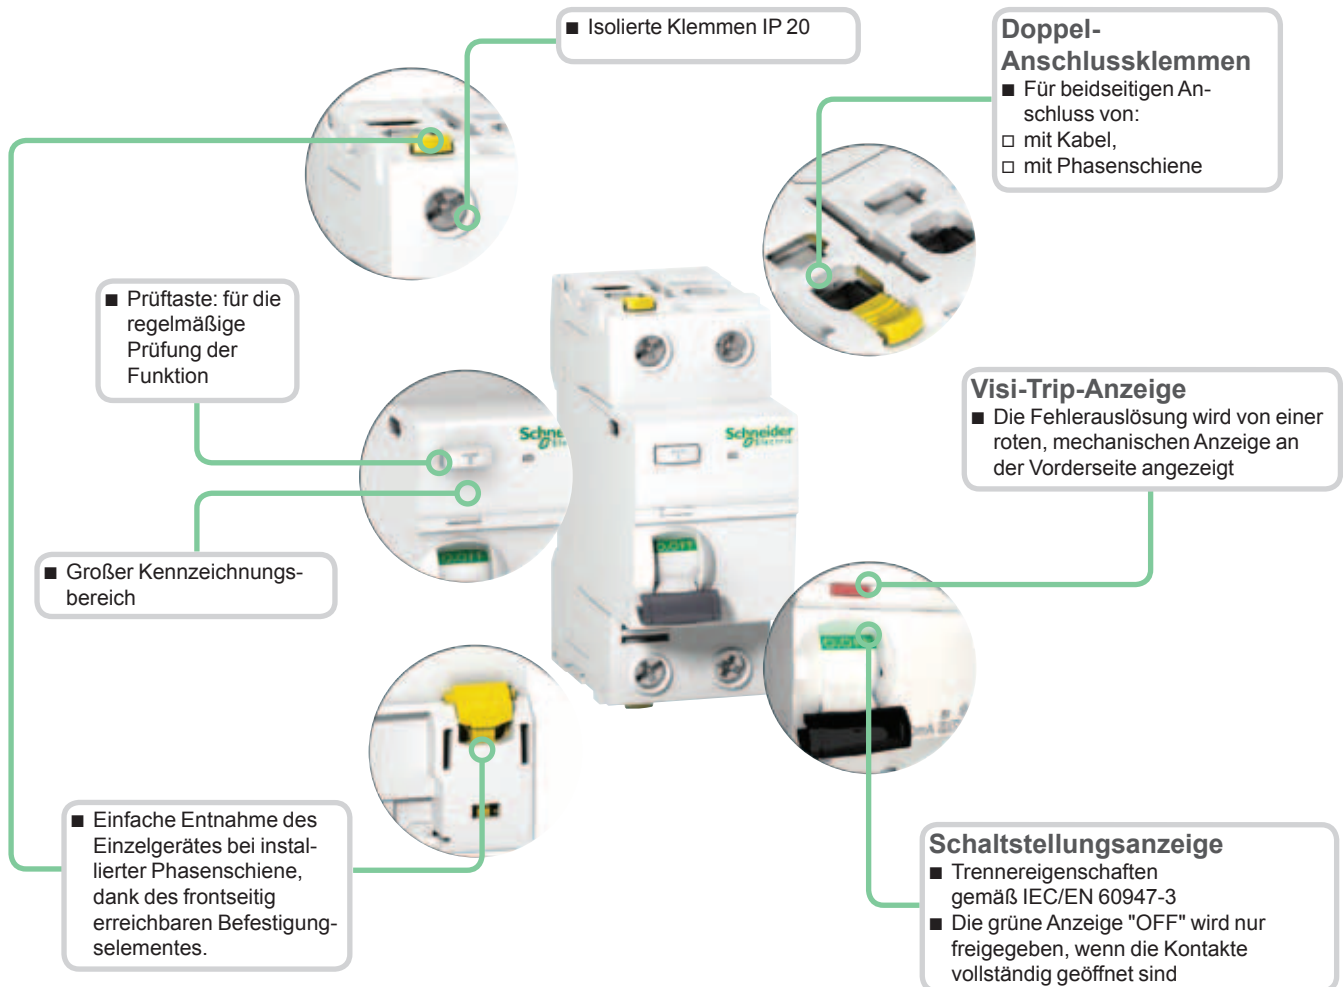 ■ Isolierte Klemmen IP 20
Doppel-
Anschlussklemmen
■ Für beidseitigen An-
schluss von:
□ mit Kabel,
□ mit Phasenschiene
■ Prüftaste: für die
regelmäßige
Prüfung der
Funktion
Schneider
Electric
Visi-Trip-Anzeige
■ Die Fehlerauslösung wird von einer
roten, mechanischen Anzeige an
der Vorderseite angezeigt
■ Großer Kennzeichnungs-
bereich
O.OFF
O.OFF
■ Einfache Entnahme des
Einzelgerätes bei instal-
lierter Phasenschiene,
dank des frontseitig
erreichbaren Befestigung-
selementes.
Schaltstellungsanzeige
■ Trennereigenschaften
gemäß IEC/EN 60947-3
■ Die grüne Anzeige "OFF" wird nur
freigegeben, wenn die Kontakte
vollständig geöffnet sind